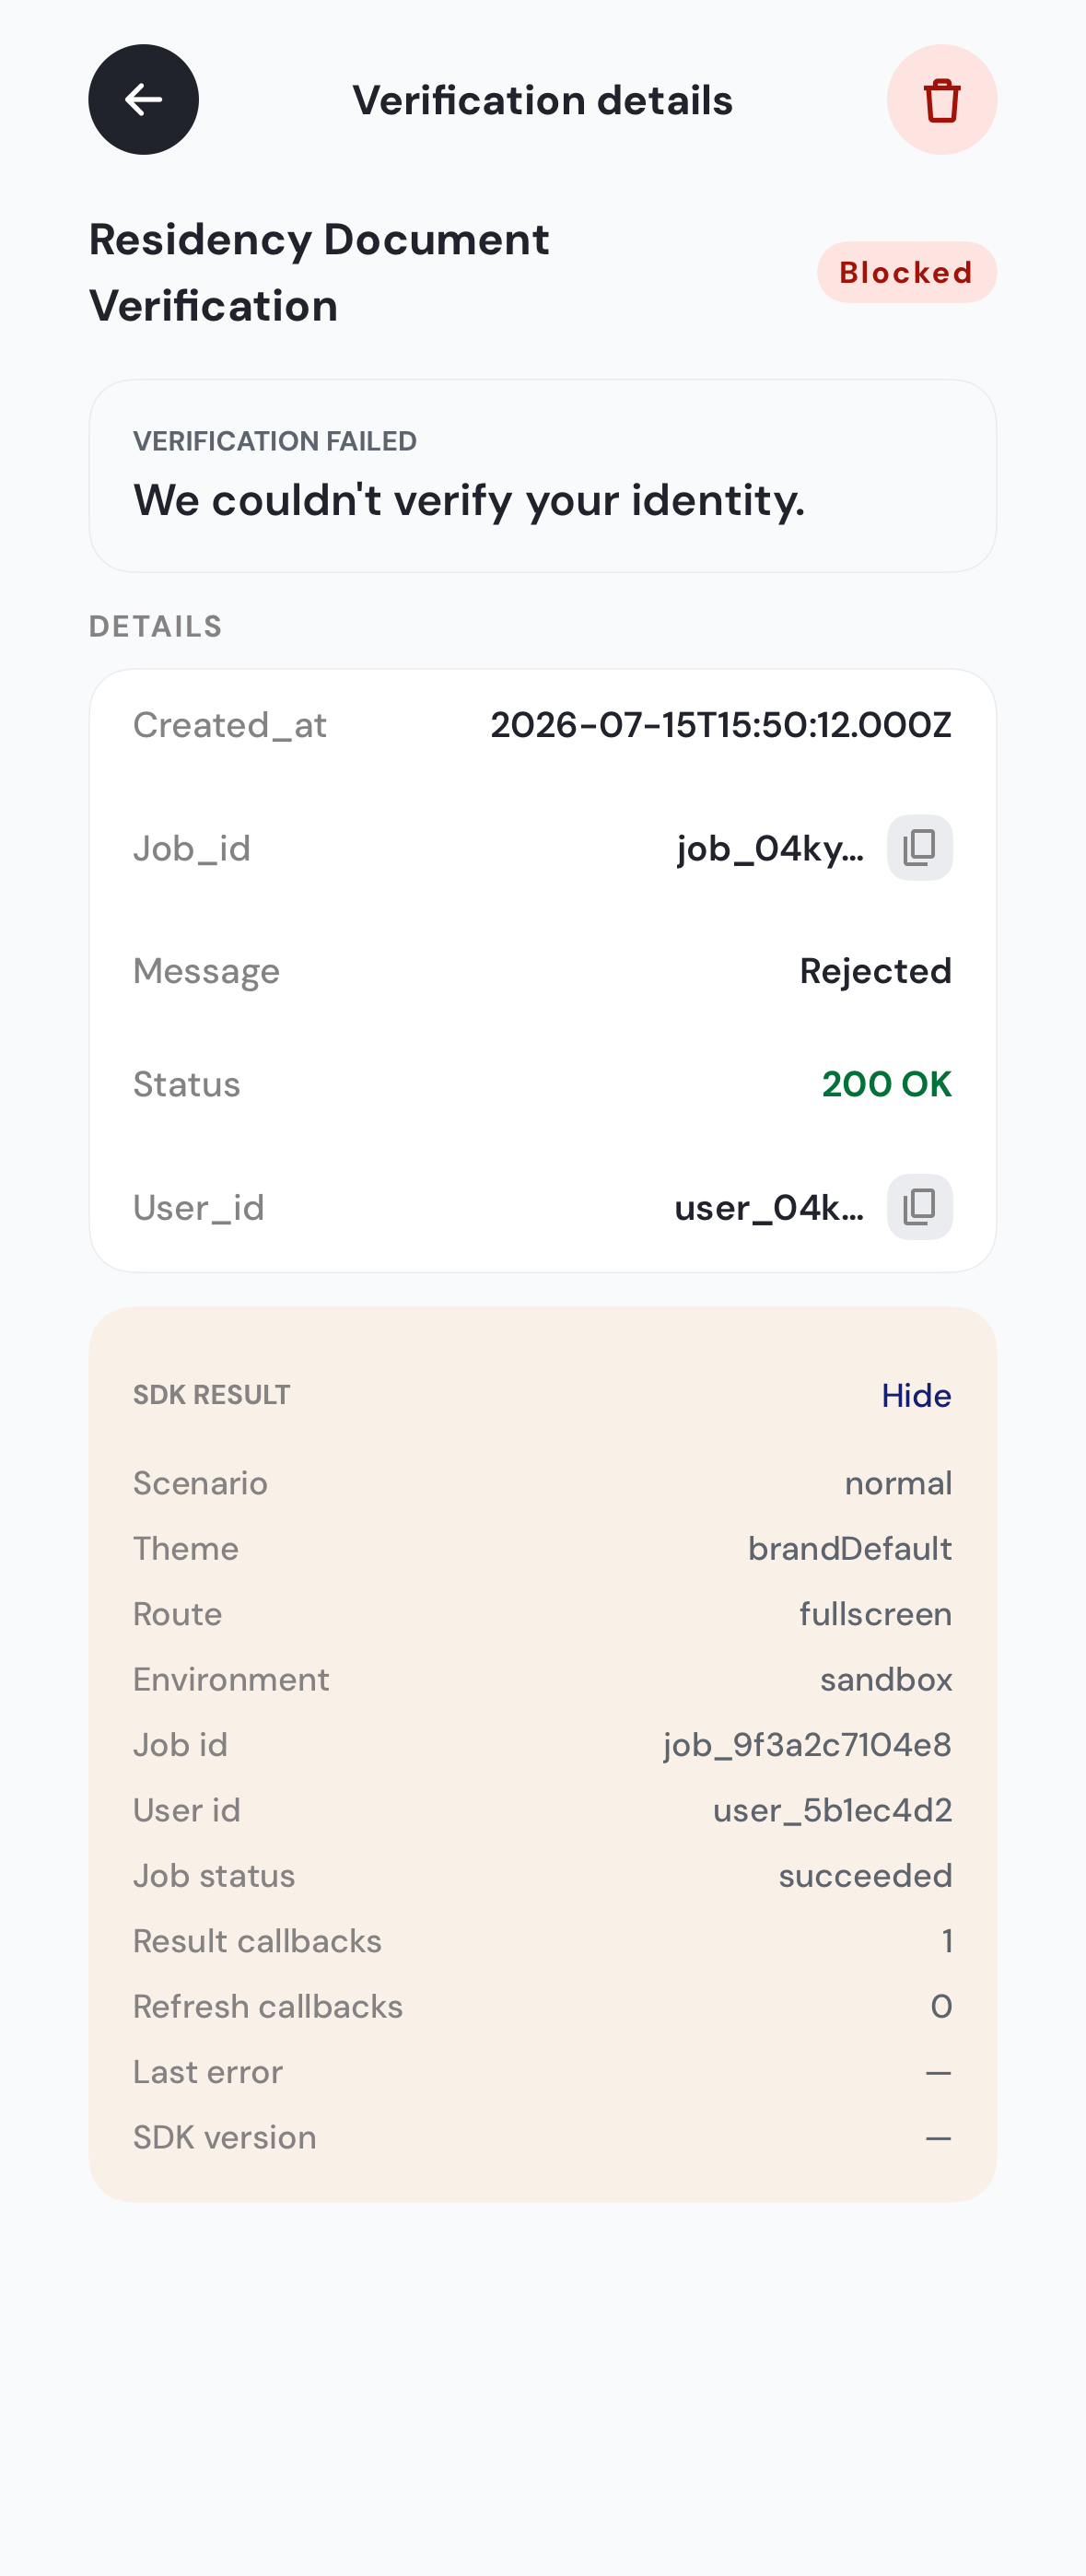 Verification details
Residency Document
Verification
Blocked
VERIFICATION FAILED
We couldn't verify your identity.
DETAILS
Created_at 2026-07-15T15:50:12.000Z
Job_id job_04ky...
Message Rejected
Status 200 OK
User_id user_04k...
SDK RESULT Hide
Scenario normal
Theme brandDefault
Route fullscreen
Environment sandbox
Job id job_9f3a2c7104e8
User id user_5b1ec4d2
Job status succeeded
Result callbacks 1
Refresh callbacks 0
Last error —
SDK version —